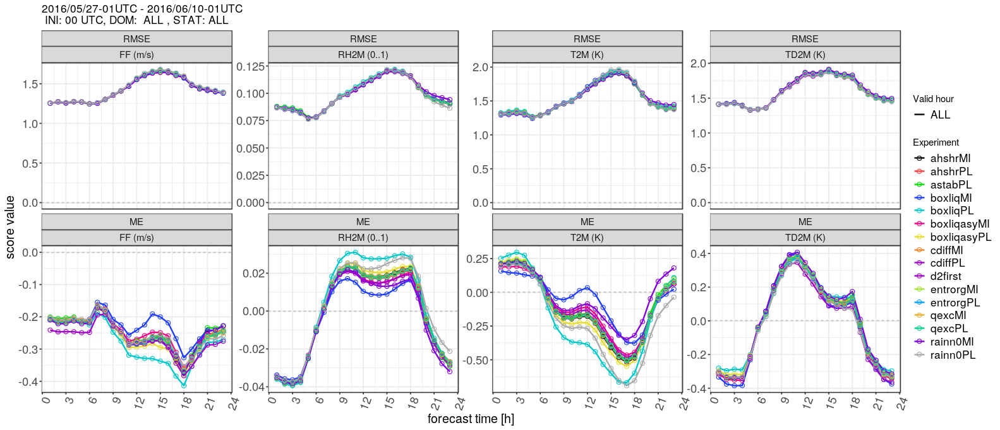 2016/05/27-01UTC - 2016/06/10-01UTC
INI: 00 UTC, DOM: ALL , STAT: ALL
RMSE RMSE RMSE RMSE
FF (m/s) RH2M (0..1) T2M (K) TD2M (K)
1.5
1.0
0.5
0.0
0.125
0.100
0.075
0.050
0.025
0.000
2.0
1.5
1.0
0.5
0.0
2.0
1.5
1.0
0.5
0.0
score value
ME ME ME ME
FF (m/s) RH2M (0..1) T2M (K) TD2M (K)
0.0
-0.1
-0.2
-0.3
-0.4
0.02
0.00
-0.02
-0.04
0.25
0.00
-0.25
-0.50
0.4
0.2
0.0
-0.2
-0.4
0 3 6 9 12 15 18 21 24
0 3 6 9 12 15 18 21 24
0 3 6 9 12 15 18 21 24
0 3 6 9 12 15 18 21 24
forecast time [h]
Valid hour
ALL
Experiment
ahshrMI
ahshrPL
astabPL
boxliqMI
boxliqPL
boxliqasyMI
boxliqasyPL
cdiffMI
cdiffPL
d2first
entrorgMI
entrorgPL
qexcMI
qexcPL
rainn0MI
rainn0PL